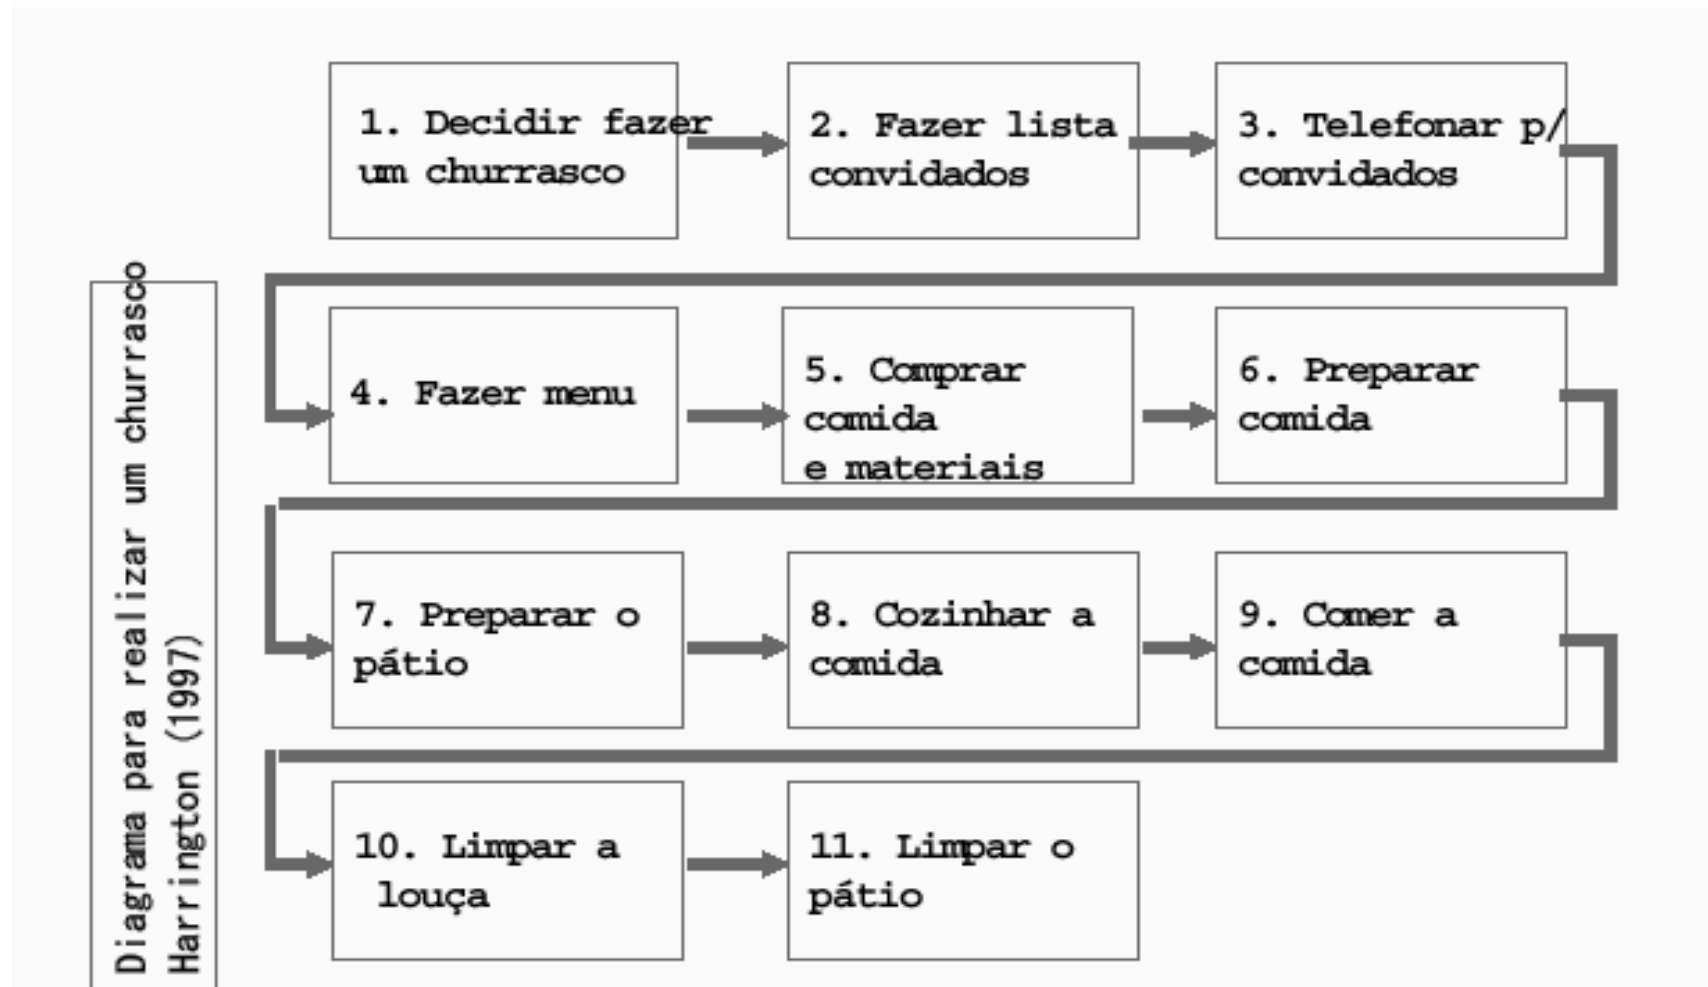 1. Decidir fazer
um churrasco
2. Fazer lista
convidados
3. Telefonar p/
convidados
4. Fazer menu
5. Comprar
comida
e materiais
6. Preparar
comida
7. Preparar o
pátio
8. Cozinhar a
comida
9. Comer a
comida
10. Limpar a
louça
11. Limpar o
pátio
Diagrama para realizar um churrasco
Harrington (1997)